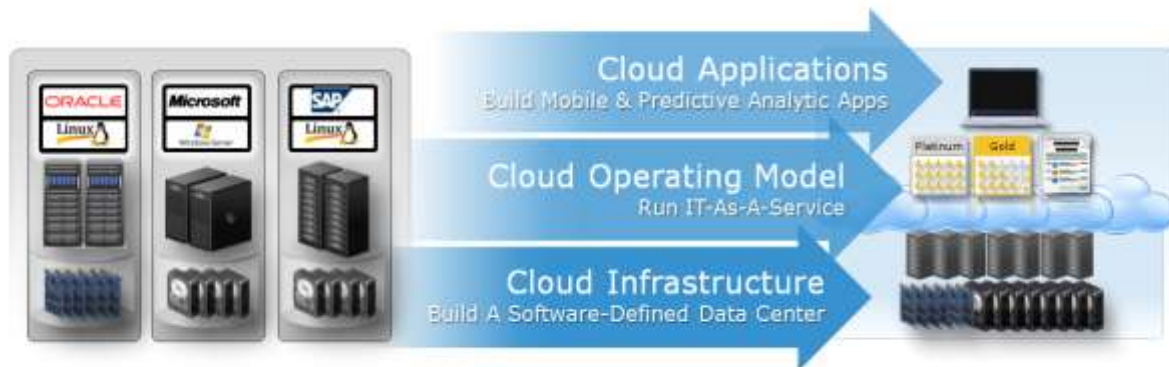 ORACLE
Linux
Microsoft
Windows Server
SAP
Linux
Cloud Applications
Build Mobile & Predictive Analytic Apps
Cloud Operating Model
Run IT-As-A-Service
Cloud Infrastructure
Build A Software-Defined Data Center
Platinum
Gold